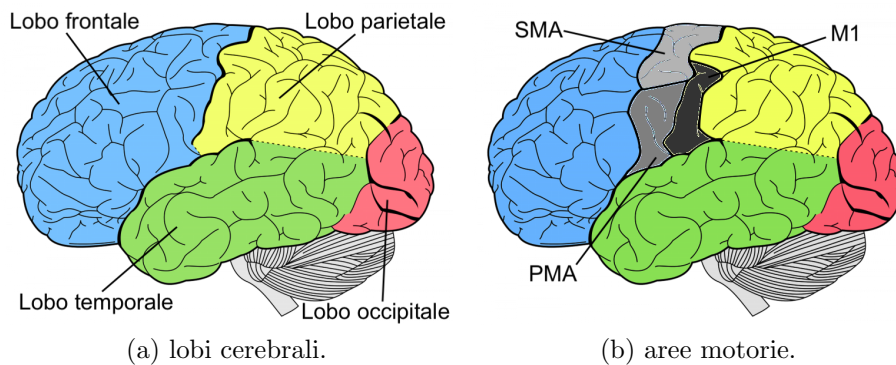 Lobo frontale
Lobo parietale
Lobo temporale
Lobo occipitale
(a) lobi cerebrali.
SMA
M1
PMA
(b) aree motorie.